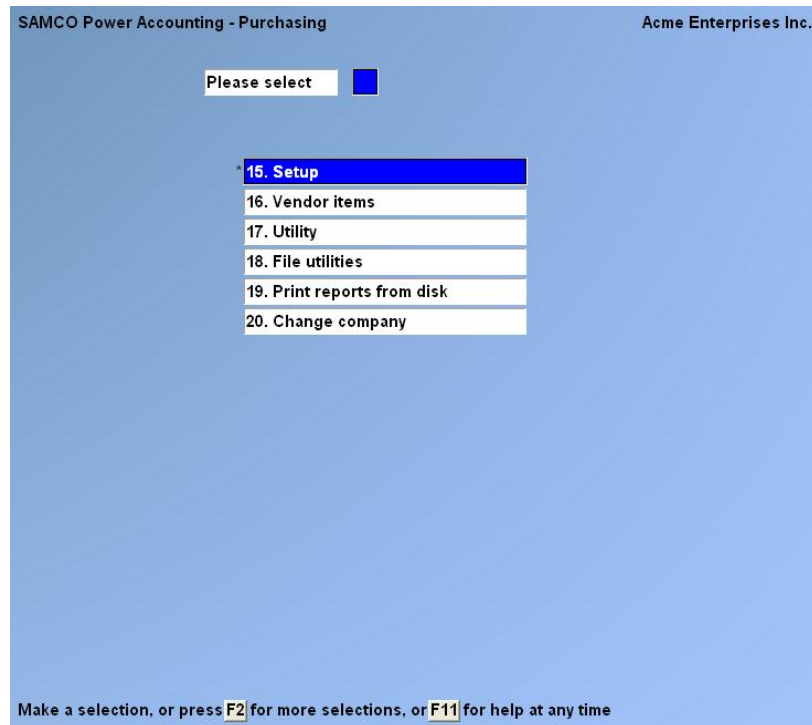 SAMCO Power Accounting - Purchasing Acme Enterprises Inc.
Please select
* 15. Setup
16. Vendor items
17. Utility
18. File utilities
19. Print reports from disk
20. Change company
Make a selection, or press F2 for more selections, or F11 for help at any time